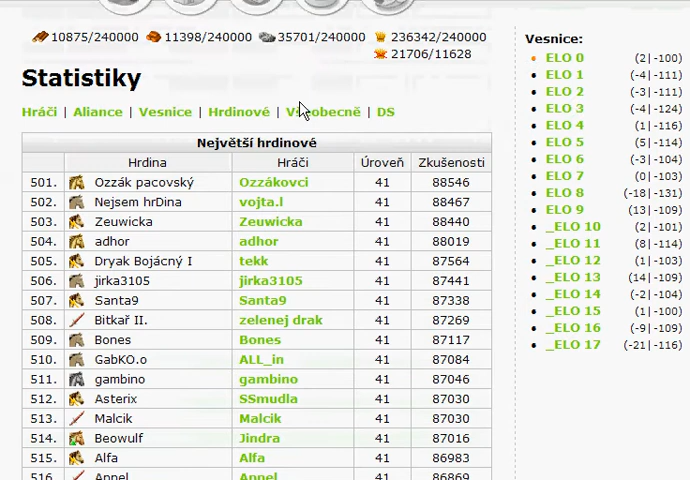 10875/240000 11398/240000 35701/240000 236342/240000
21706/11628
Statistiky
Hráči | Aliance | Vesnice | Hrdinové | obecně | DS
Největší hrdinové
Hrdina Hráči Úroveň Zkušenosti
501. Ozzák pacovský Ozzákovci 41 88546
502. Nejsem hrDina vojta.l 41 88467
503. Zeuwicka Zeuwicka 41 88440
504. adhor adhor 41 88019
505. Dryak Bojácný I tekk 41 87564
506. jirka3105 jirka3105 41 87441
507. Santa9 Santa9 41 87338
508. Bitkař II. zelenej drak 41 87269
509. Bones Bones 41 87117
510. GabKO.o ALL_in 41 87084
511. gambino gambino 41 87046
512. Asterix SSmudla 41 87030
513. Malcik Malcik 41 87030
514. Beowulf Jindra 41 87016
515. Alfa Alfa 41 86983
516. 41 86869
Vesnice:
ELO 0 (2|-100)
ELO 1 (-4|-111)
ELO 2 (-3|-111)
ELO 3 (-4|-124)
ELO 4 (1|-116)
ELO 5 (5|-114)
ELO 6 (-3|-104)
ELO 7 (0|-103)
ELO 8 (-18|-131)
ELO 9 (13|-109)
_ELO 10 (2|-101)
_ELO 11 (8|-114)
_ELO 12 (1|-103)
_ELO 13 (14|-109)
_ELO 14 (-2|-104)
_ELO 15 (1|-100)
_ELO 16 (-9|-109)
_ELO 17 (-21|-116)